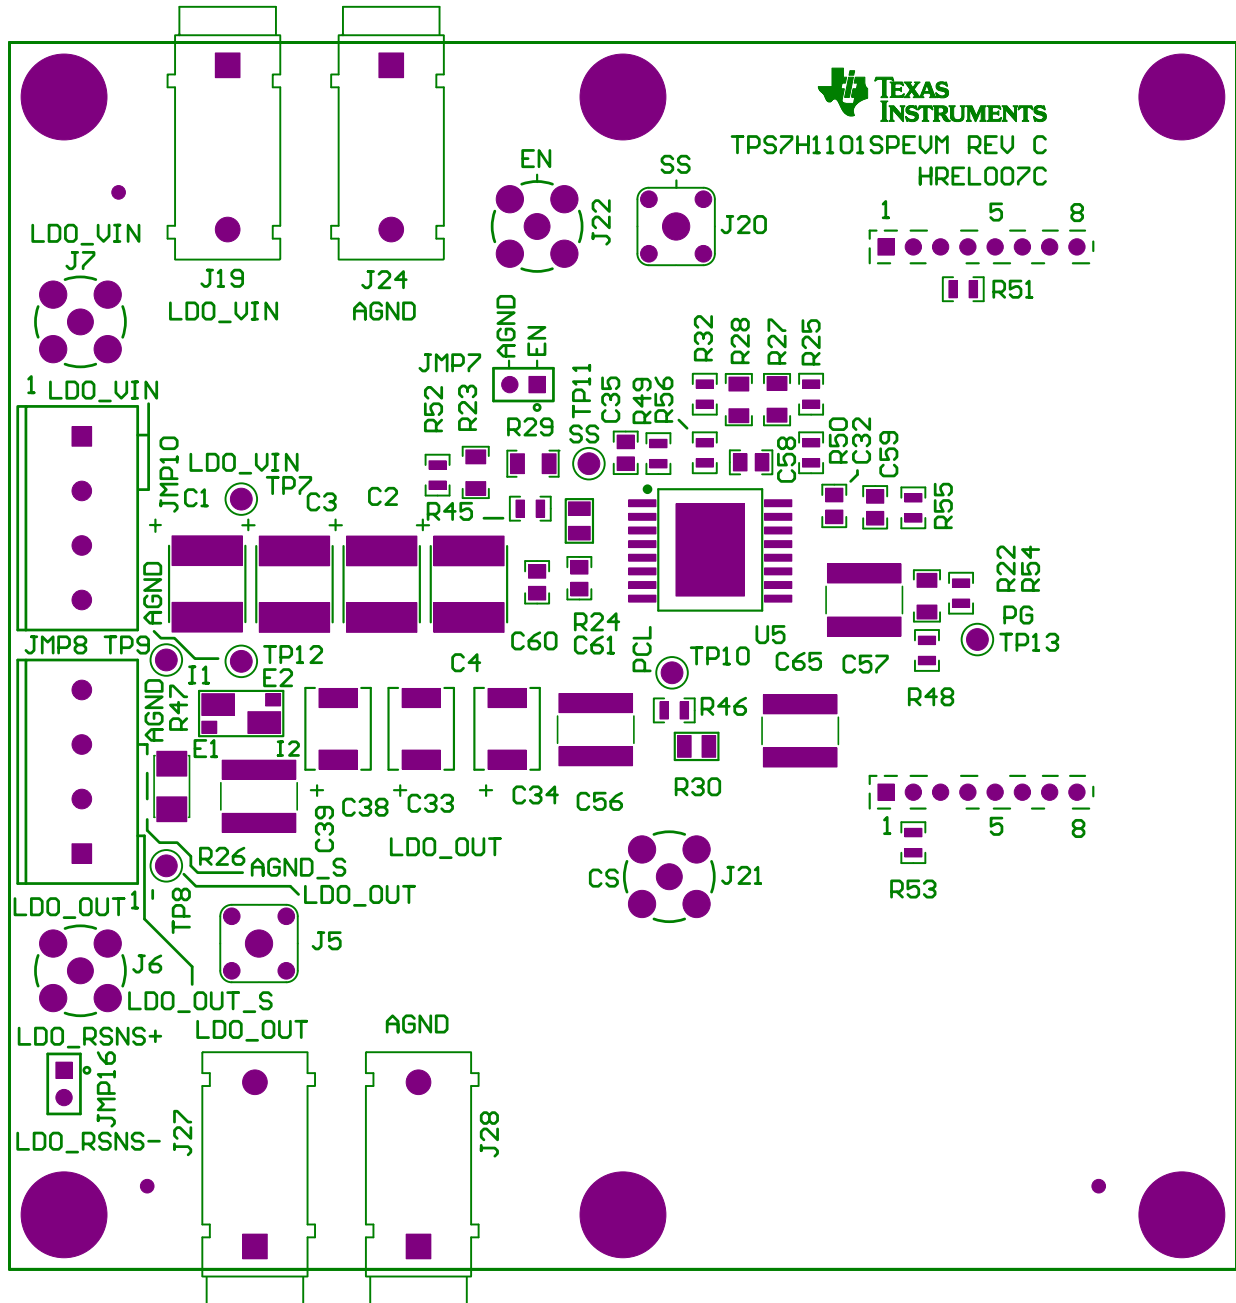 TEXAS
INSTRUMENTS
TPS7H1101SPEVM REV C
HREL007C
EN
SS
J22
J20
1
5
8
LDO_VIN
J7
J19
LDO_VIN
J24
AGND
R51
AGND
EN
JMP7
R32
R28
R27
R25
1
LDO_VIN
R52
R23
TP11
C35
R49
R56
R29
SS
R50
C32
C59
C58
JMP10
LDO_VIN
TP7
C1
C3
C2
R45
R55
+
+
+
+
AGND
R22
R54
PG
TP13
JMP8
TP9
TP12
I1
E2
C4
C60
R24
C61
PCL
TP10
U5
C65
C57
R48
AGND
R47
E1
I2
R46
R30
C39
+
C38
+
C33
+
C34
C56
LDO_OUT
1
5
8
R53
R26
AGND_S
LDO_OUT
CS
J21
LDO_OUT
1
TP8
J5
J6
LDO_OUT_S
LDO_RSNS+
LDO_OUT
AGND
JMP16
J27
J28
LDO_RSNS-